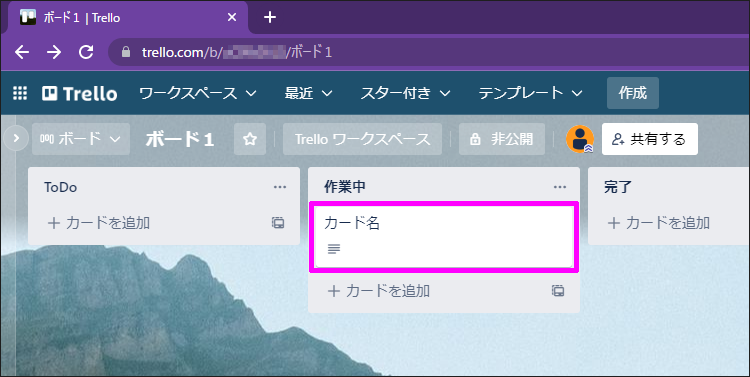 ボード1 | Trello
trello.com/b/ /ボード1
Trello ワークスペース 最近 スター付き テンプレート 作成
ボード ボード1 Trello ワークスペース 非公開 共有する
ToDo 作業中 完了
+ カードを追加 カード名 + カードを追加
+ カードを追加